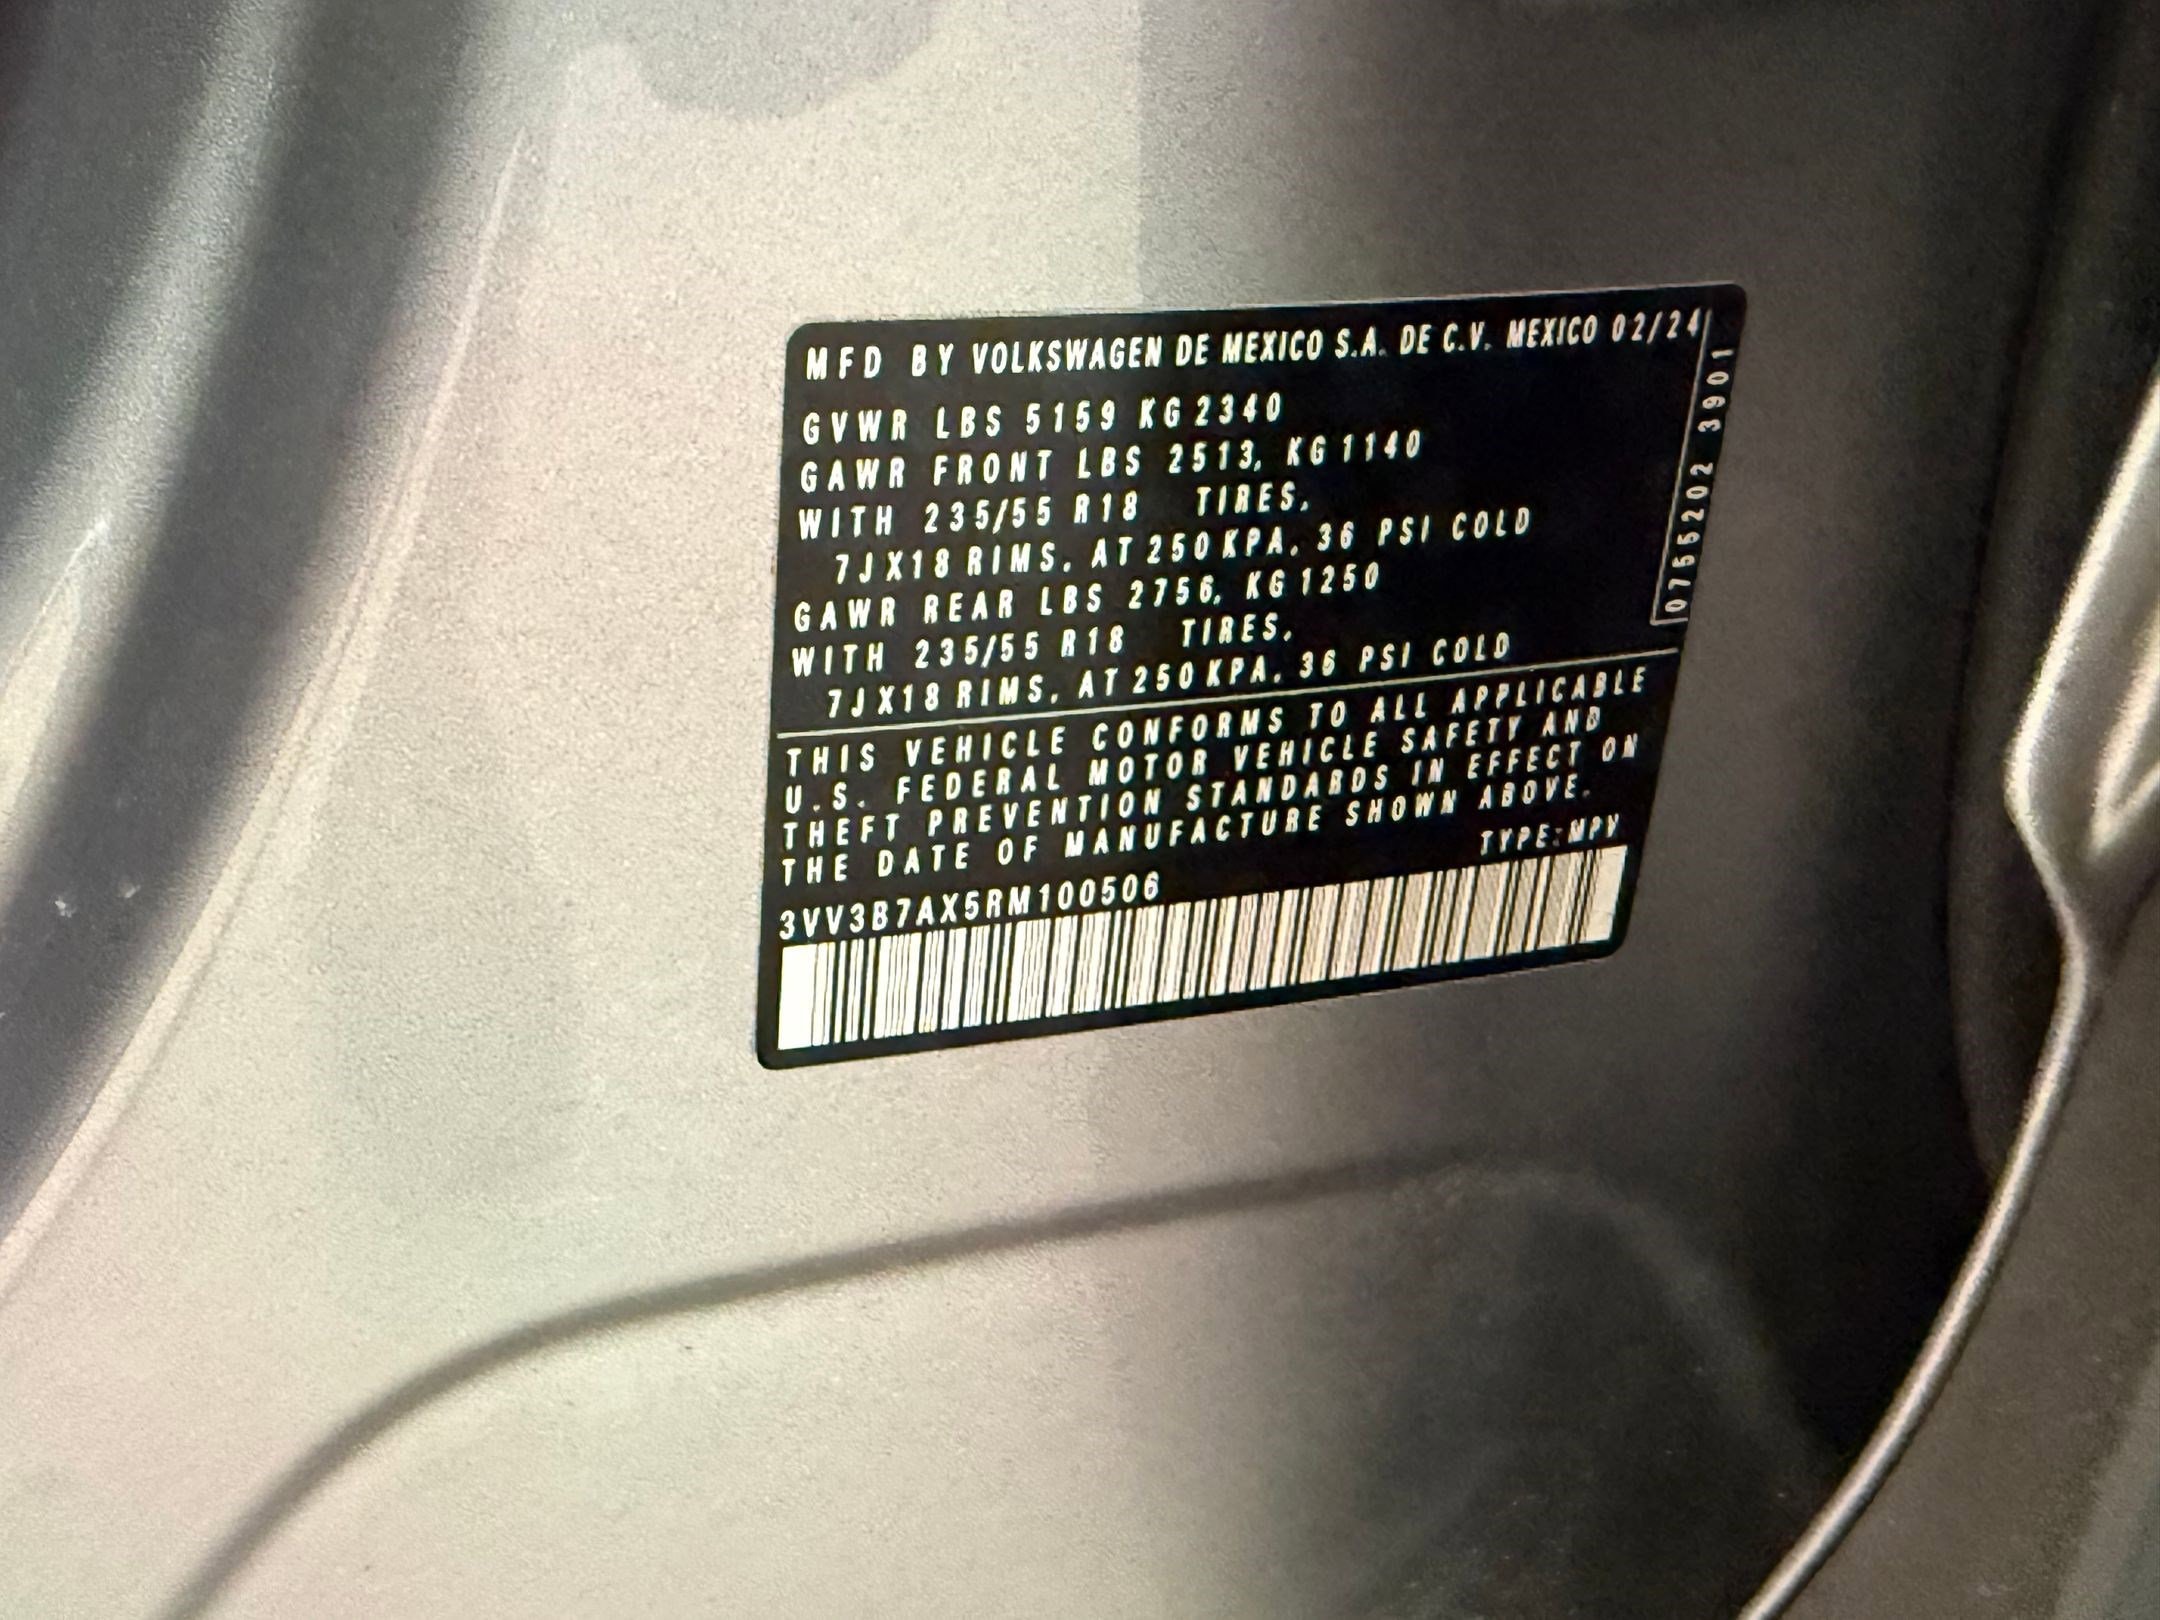 MFD BY VOLKSWAGEN DE MEXICO S.A. DE C.V. MEXICO 02/24
GVWR LBS 5159 KG 2340
GAWR FRONT LBS 2513, KG 1140
WITH 235/55 R18 TIRES,
7JX18 RIMS, AT 250 KPA, 36 PSI COLD
GAWR REAR LBS 2756, KG 1250
WITH 235/55 R18 TIRES,
7JX18 RIMS, AT 250 KPA, 36 PSI COLD
0755202 3901
THIS VEHICLE CONFORMS TO ALL APPLICABLE
U.S. FEDERAL MOTOR VEHICLE SAFETY AND
THEFT PREVENTION STANDARDS IN EFFECT ON
THE DATE OF MANUFACTURE SHOWN ABOVE.
TYPE:MPV
3VV3B7AX5RM100506